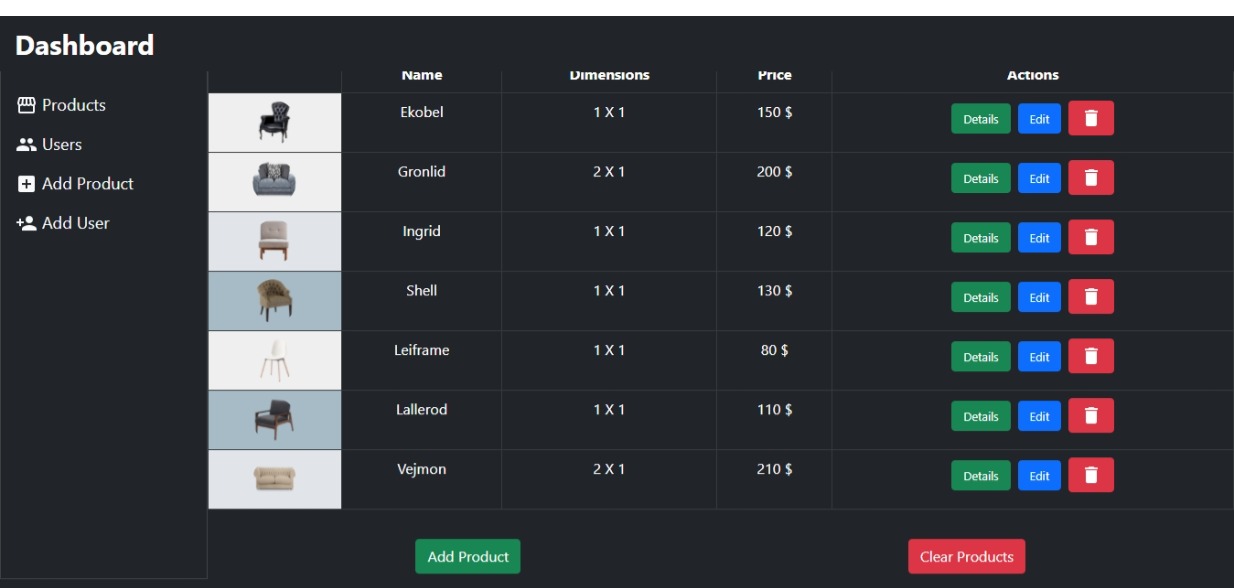 Dashboard
Name Dimensions Price Actions
Products
Users
Add Product
Add User
Ekobel 1 X 1 150 $ Details Edit
Gronlid 2 X 1 200 $ Details Edit
Ingrid 1 X 1 120 $ Details Edit
Shell 1 X 1 130 $ Details Edit
Leiframe 1 X 1 80 $ Details Edit
Lallerod 1 X 1 110 $ Details Edit
Vejmon 2 X 1 210 $ Details Edit
Add Product Clear Products